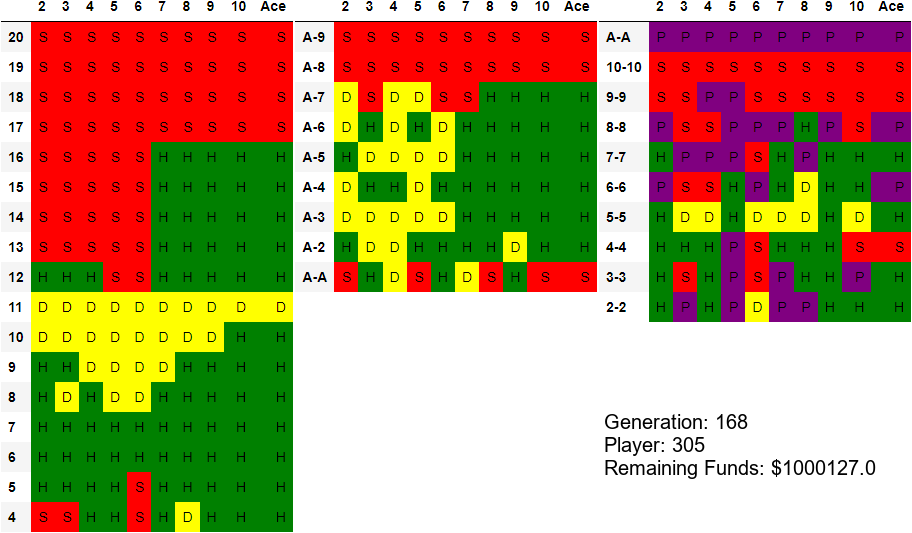 2 3 4 5 6 7 8 9 10 Ace
20 S S S S S S S S S S
19 S S S S S S S S S S
18 S S S S S S S S S S
17 S S S S S S S S S S
16 S S S S S H H H H H
15 S S S S S H H H H H
14 S S S S S H H H H H
13 S S S S S H H H H H
12 H H H S S H H H H H
11 D D D D D D D D D D
10 D D D D D D D D H H
9 H H D D D D H H H H
8 H D H D D H H H H H
7 H H H H H H H H H H
6 H H H H H H H H H H
5 H H H H S H H H H H
4 S S H H S H D H H H
2 3 4 5 6 7 8 9 10 Ace
A-9 S S S S S S S S S S
A-8 S S S S S S S S S S
A-7 D S D D S S H H H H
A-6 D H D H D H H H H H
A-5 H D D D D H H H H H
A-4 D H H D H H H H H H
A-3 D D D D D H H H H H
A-2 H D D H H H H D H H
A-A S H D S H D S H S S
2 3 4 5 6 7 8 9 10 Ace
A-A P P P P P P P P P P
10-10 S S S S S S S S S S
9-9 S S P P S S S S S S
8-8 P S S P P P H P S P
7-7 H P P P S H P H H H
6-6 P S S H P H D H H P
5-5 H D D H D D D H D H
4-4 H H H P S H H H S S
3-3 H S H P S P H H P H
2-2 H P H P D P P H H H
Generation: 168
Player: 305
Remaining Funds: $1000127.0